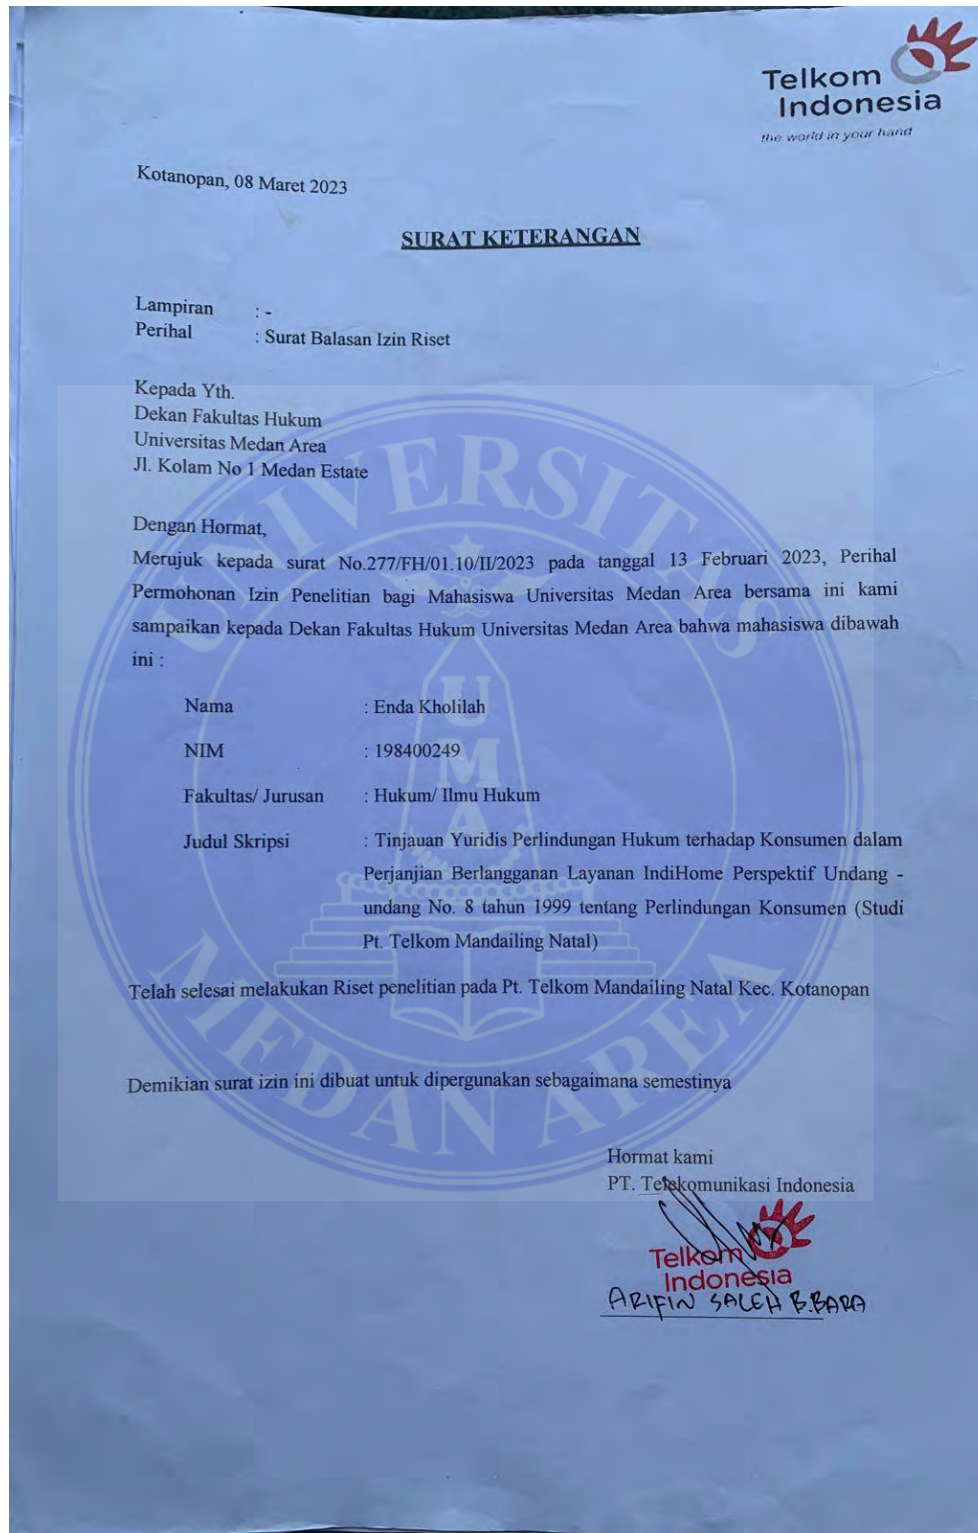 Telkom
Indonesia
the world in your hand
Kotanopan, 08 Maret 2023
SURAT KETERANGAN
Lampiran : -
Perihal : Surat Balasan Izin Riset
Kepada Yth.
Dekan Fakultas Hukum
Universitas Medan Area
Jl. Kolam No 1 Medan Estate
Dengan Hormat,
Merujuk kepada surat No.277/FH/01.10/II/2023 pada tanggal 13 Februari 2023, Perihal
Permohonan Izin Penelitian bagi Mahasiswa Universitas Medan Area bersama ini kami
sampaikan kepada Dekan Fakultas Hukum Universitas Medan Area bahwa mahasiswa dibawah
ini :
Nama : Enda Kholilah
NIM : 198400249
Fakultas/ Jurusan : Hukum/ Ilmu Hukum
Judul Skripsi : Tinjauan Yuridis Perlindungan Hukum terhadap Konsumen dalam
Perjanjian Berlangganan Layanan IndiHome Perspektif Undang -
undang No. 8 tahun 1999 tentang Perlindungan Konsumen (Studi
Pt. Telkom Mandailing Natal)
Telah selesai melakukan Riset penelitian pada Pt. Telkom Mandailing Natal Kec. Kotanopan
Demikian surat izin ini dibuat untuk dipergunakan sebagaimana semestinya
Hormat kami
PT. Telekomunikasi Indonesia
Telkom
Indonesia
ARIFIN SALEH B.BARA
UNIVERSITAS
MEDAN AREA
UMA